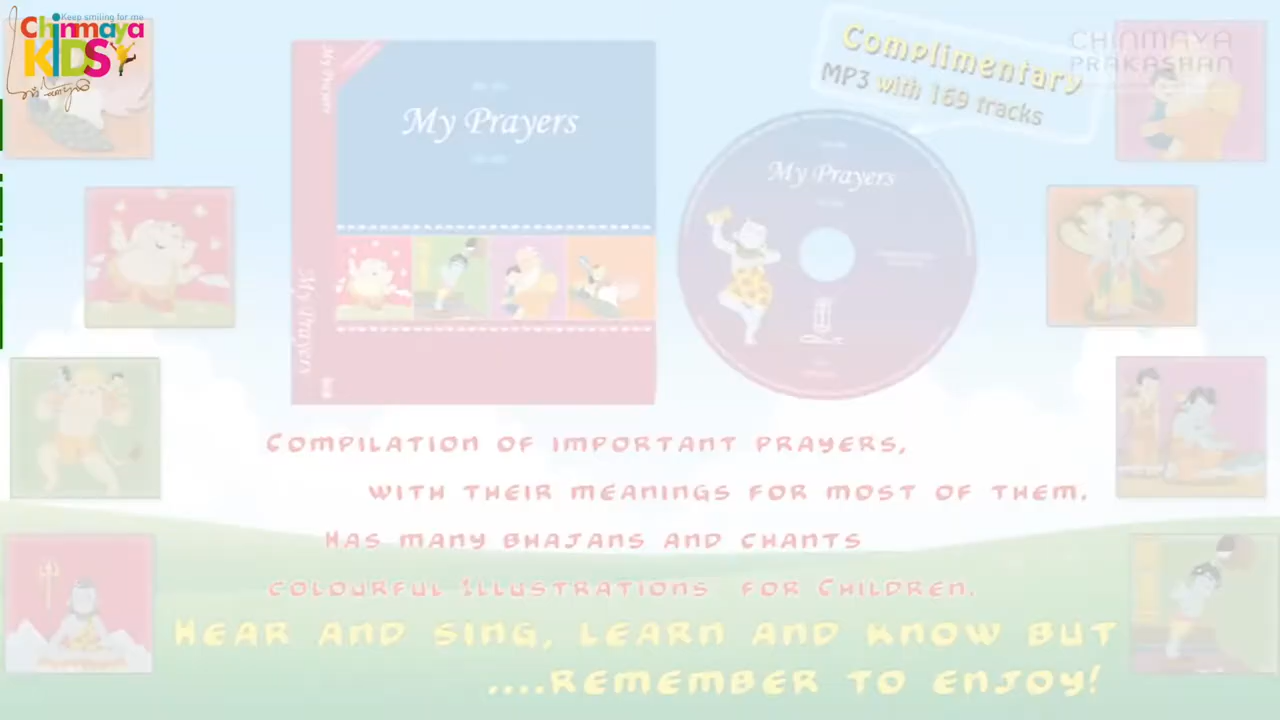 Keep smiling for me
Chinmaya
KIDS
CHINMAYA
PRAKASHAN
Complimentary
MP3 with 169 tracks
My Prayers
My Prayers
My Prayers
My Prayers
COMPILATION OF IMPORTANT PRAYERS,
WITH THEIR MEANINGS FOR MOST OF THEM.
HAS MANY BHAJANS AND CHANTS
COLOURFUL ILLUSTRATIONS FOR CHILDREN.
HEAR AND SING, LEARN AND KNOW BUT
....REMEMBER TO ENJOY!